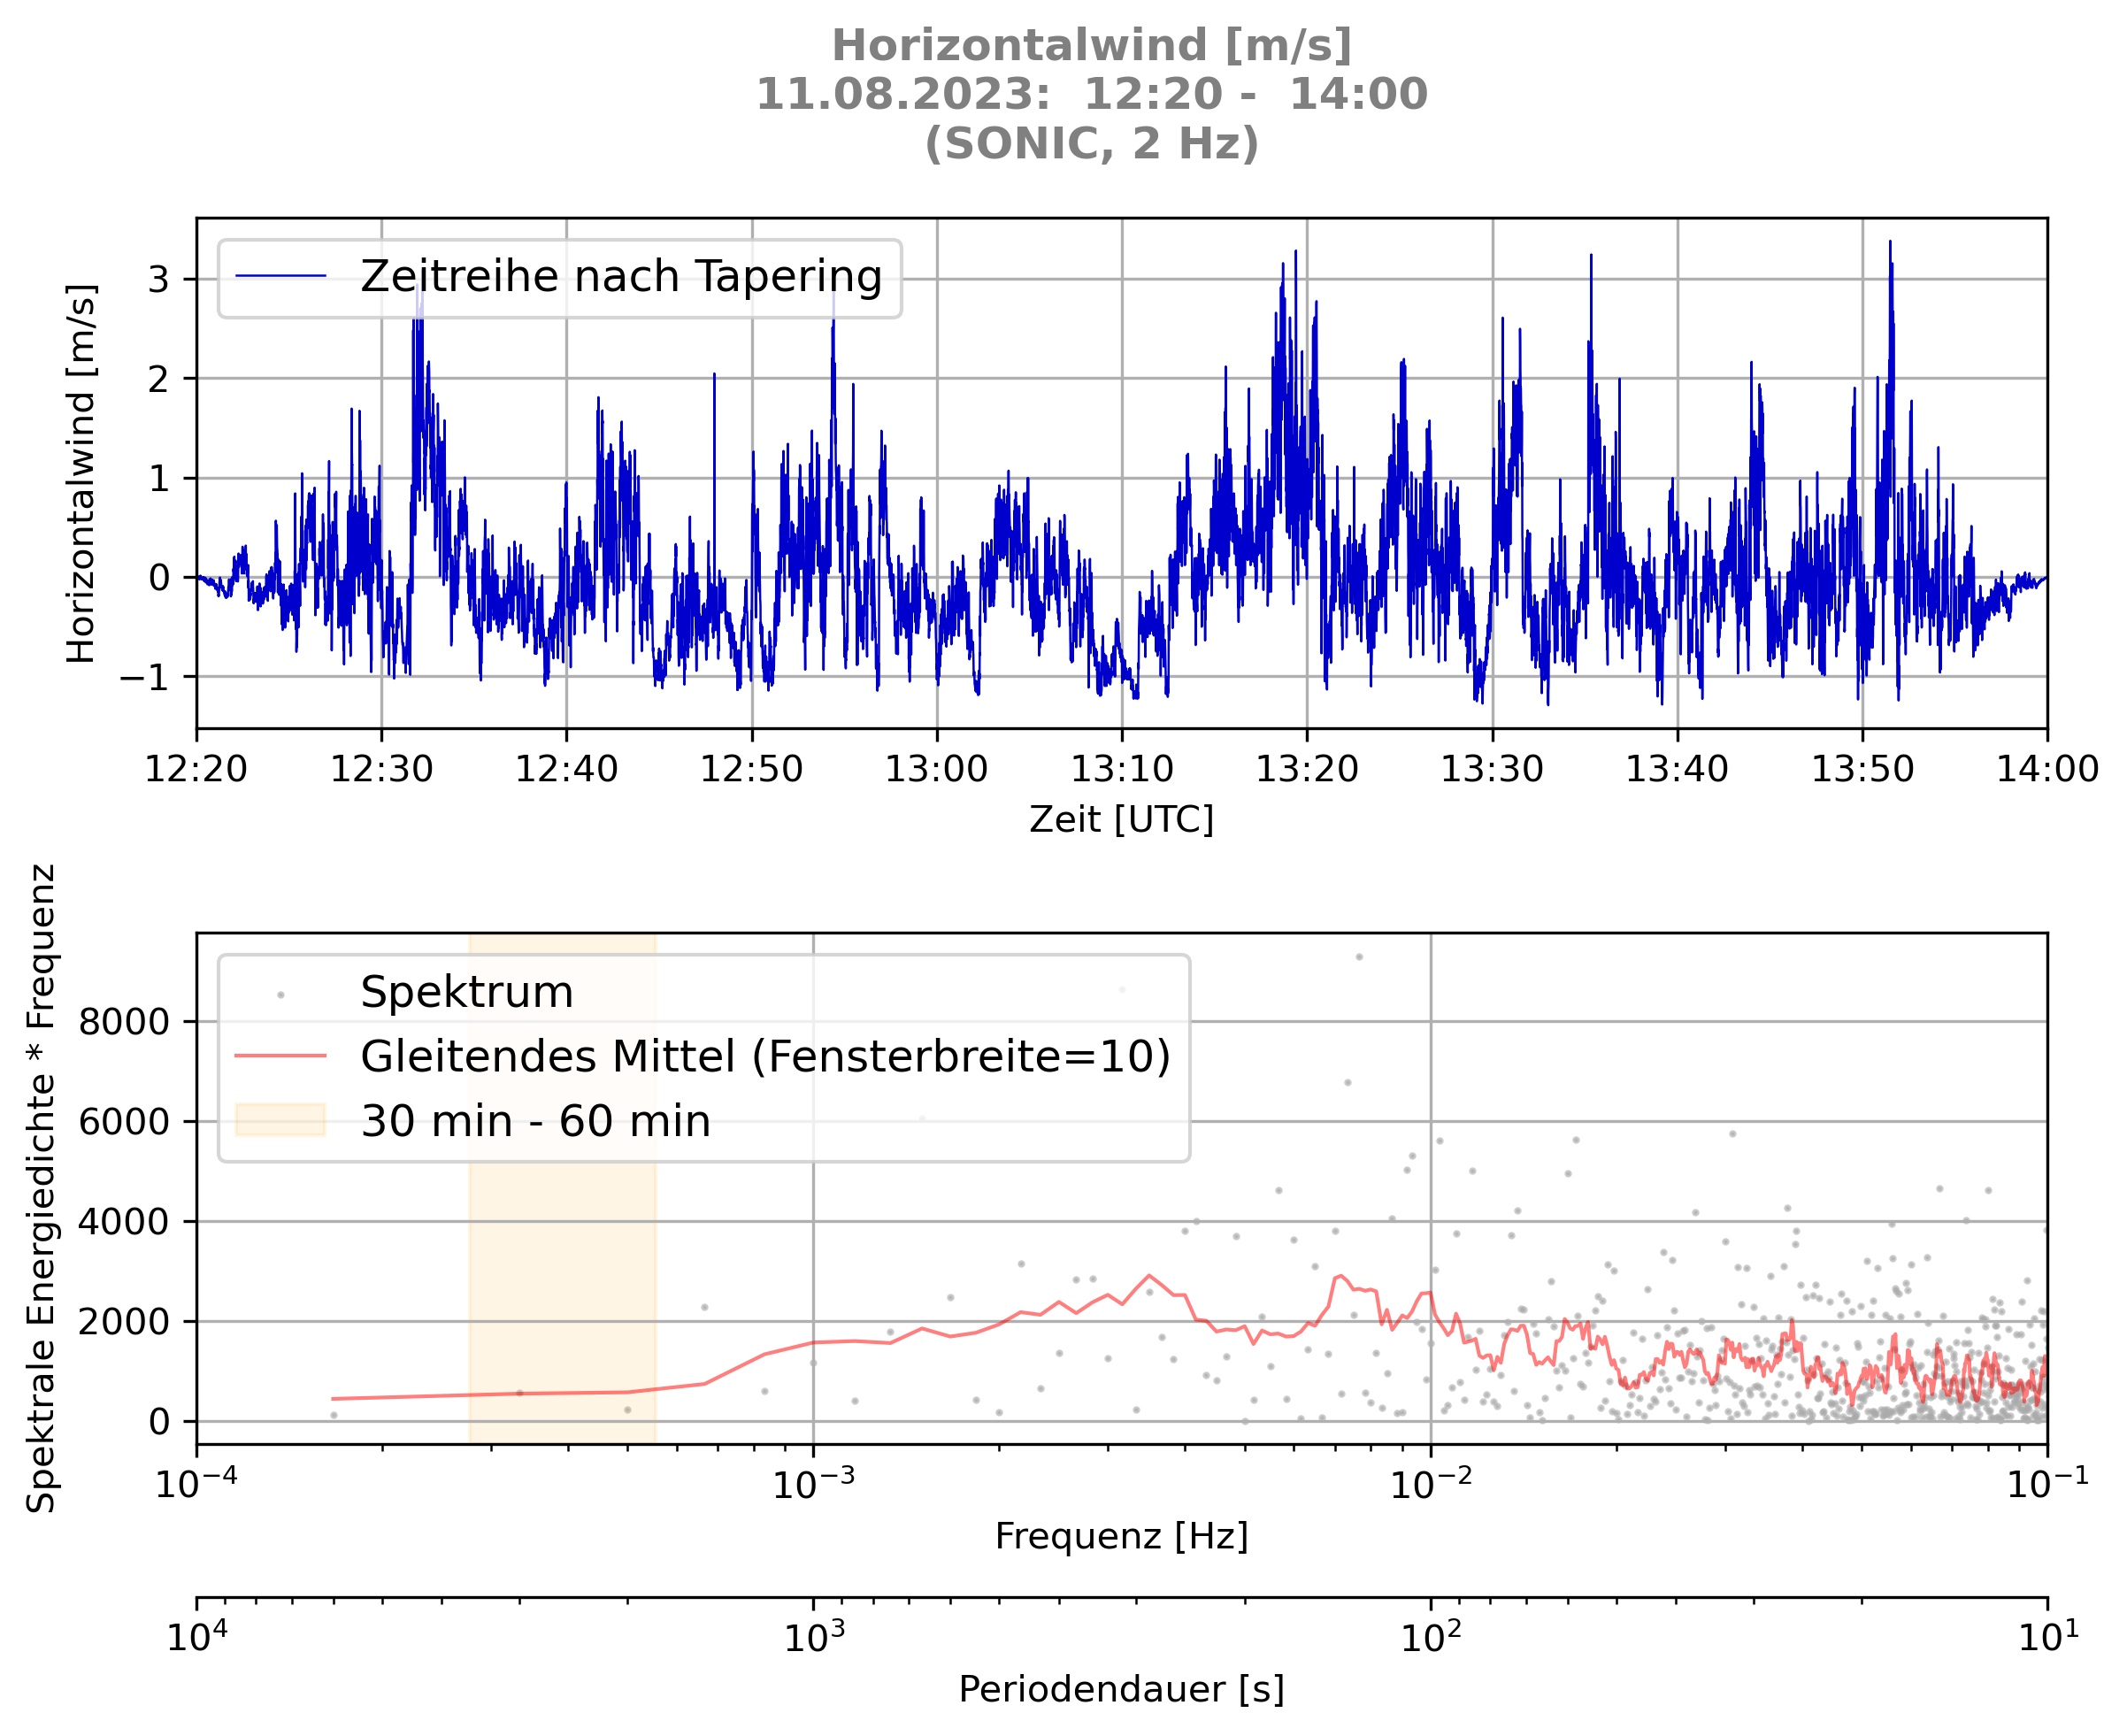 Horizontalwind [m/s]
11.08.2023:  12:20 -  14:00
(SONIC, 2 Hz)
Zeitreihe nach Tapering
Horizontalwind [m/s]
3
2
1
0
−1
12:20 12:30 12:40 12:50 13:00 13:10 13:20 13:30 13:40 13:50 14:00
Zeit [UTC]
Spektrum
Gleitendes Mittel (Fensterbreite=10)
30 min - 60 min
Spektrale Energiedichte * Frequenz
8000
6000
4000
2000
0
10⁻⁴ 10⁻³ 10⁻² 10⁻¹
Frequenz [Hz]
10⁴ 10³ 10² 10¹
Periodendauer [s]